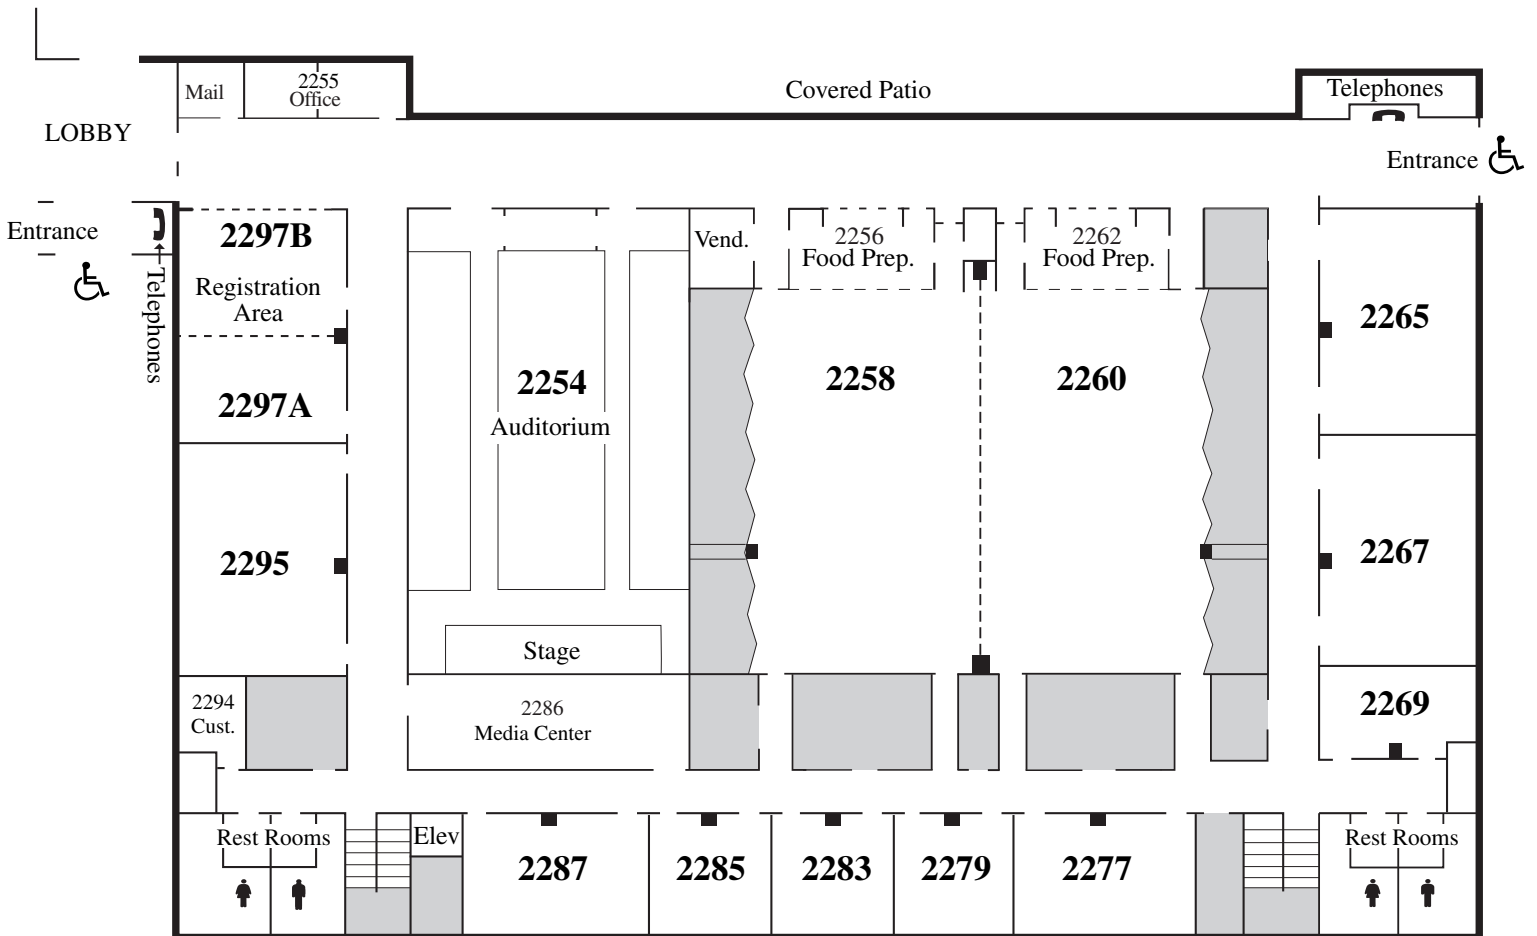 Covered Patio
Telephones
Mail
2255
Office
LOBBY
Entrance
Entrance
Telephones
2297B
Registration
Area
2297A
2295
2294
Cust.
2254
Auditorium
Stage
2286
Media Center
Vend.
2256
Food Prep.
2262
Food Prep.
2258
2260
2265
2267
2269
Rest Rooms
Elev
2287
2285
2283
2279
2277
Rest Rooms